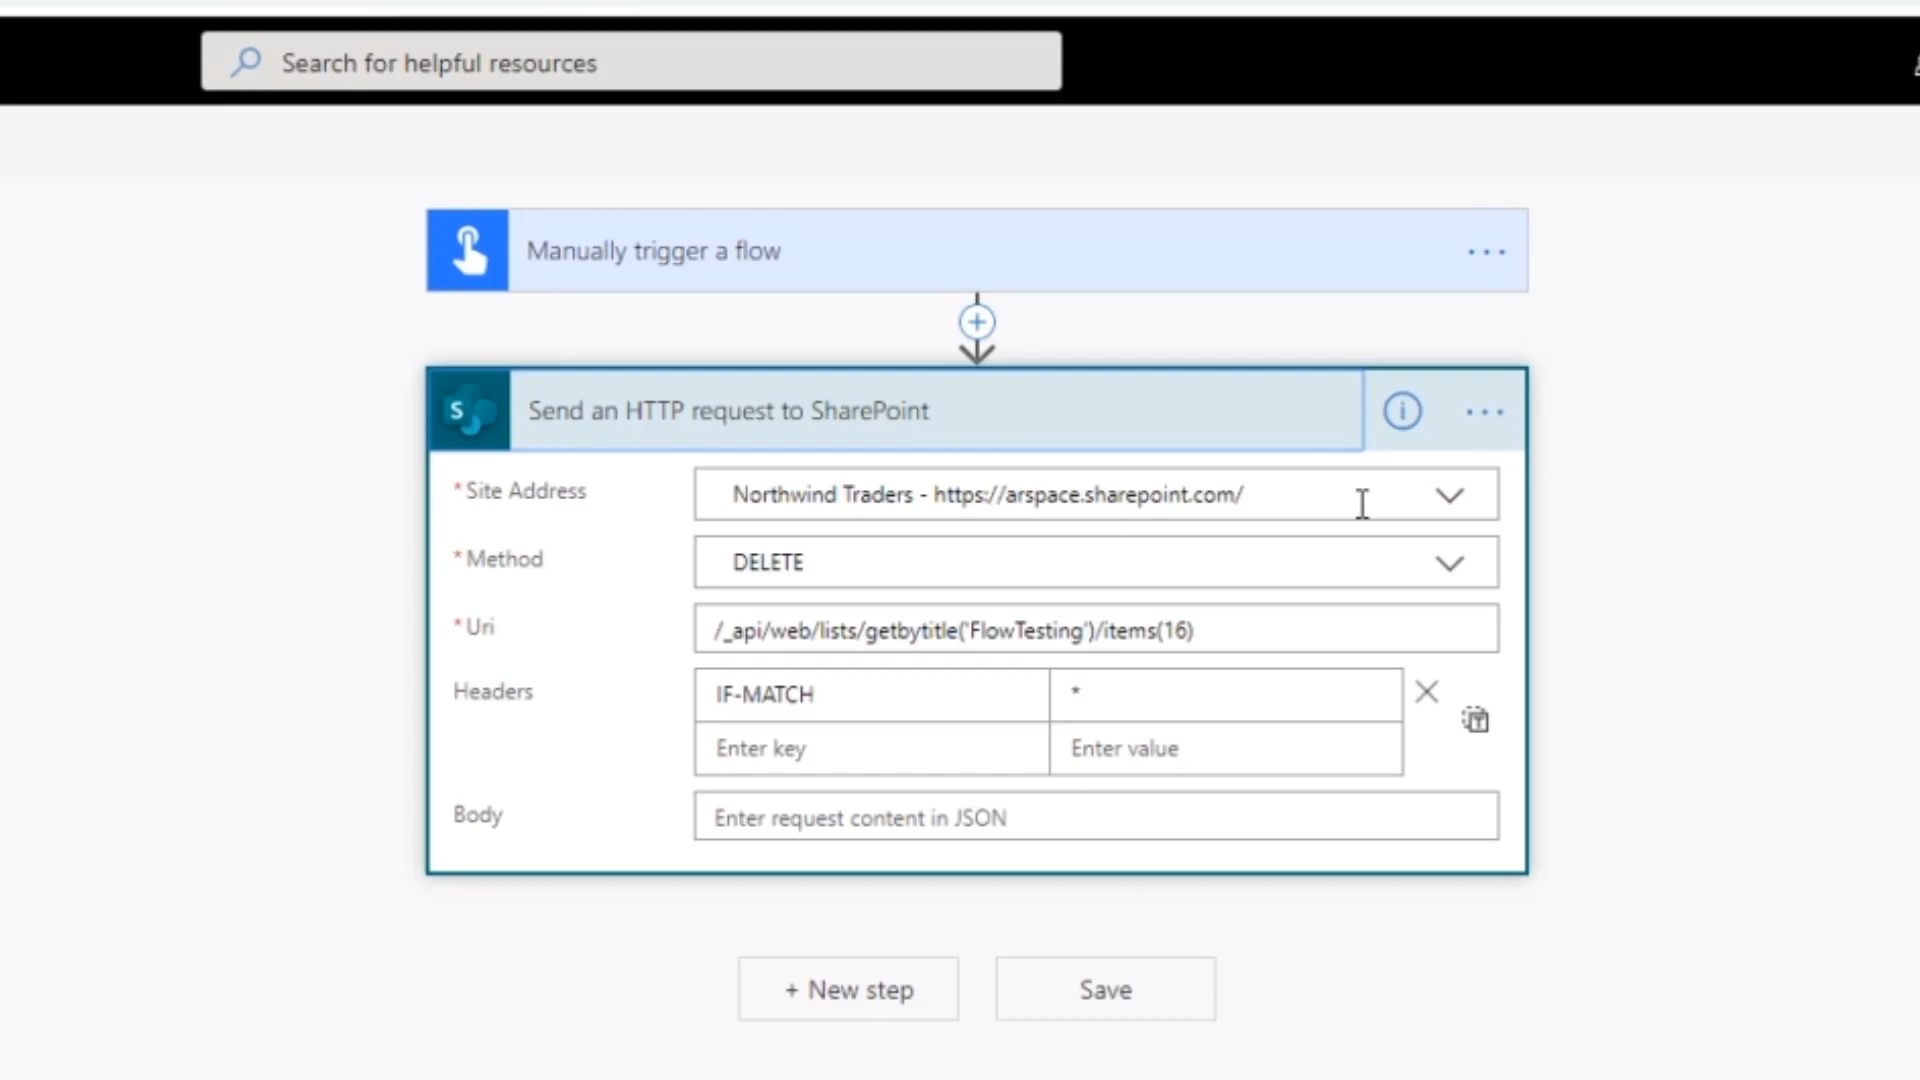 Search for helpful resources
Manually trigger a flow
Send an HTTP request to SharePoint
* Site Address
Northwind Traders - https://arspace.sharepoint.com/
* Method
DELETE
* Uri
/_api/web/lists/getbytitle('FlowTesting')/items(16)
Headers
IF-MATCH
*
Enter key
Enter value
Body
Enter request content in JSON
+ New step
Save